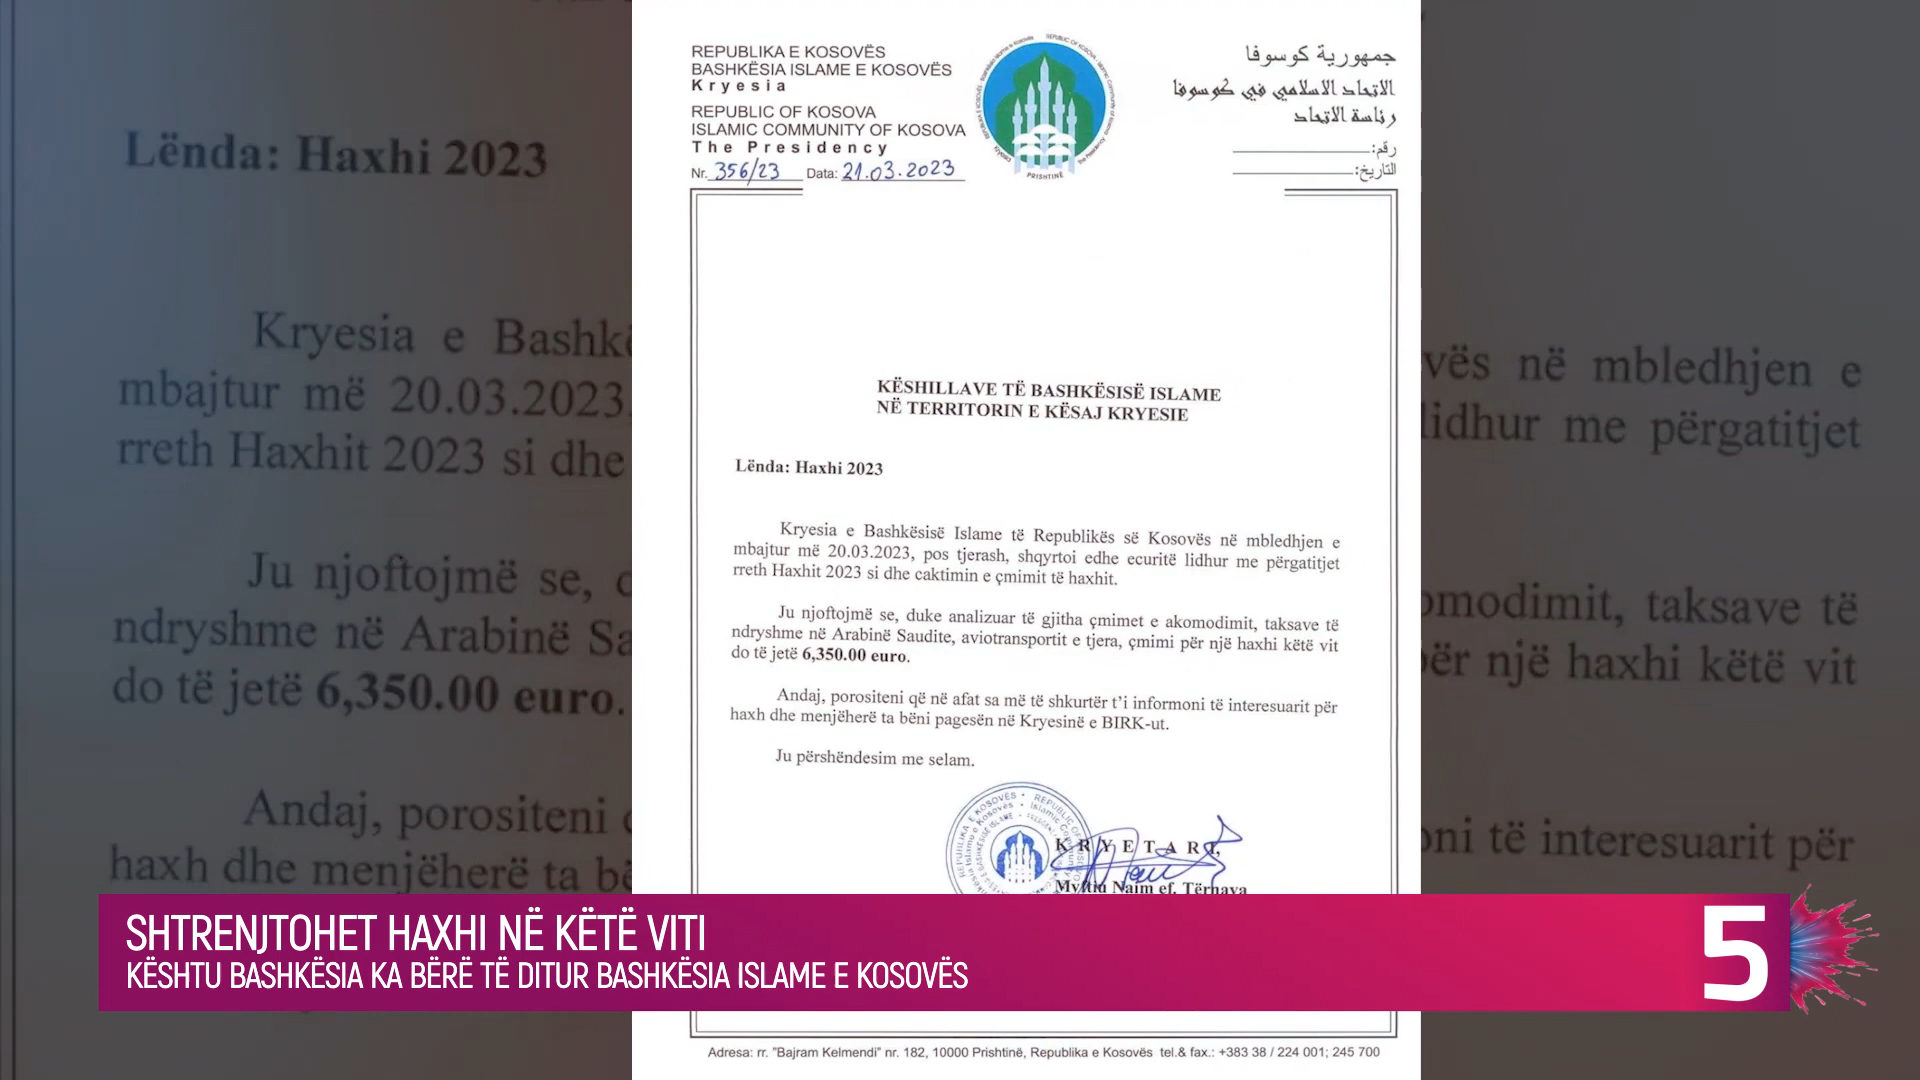 REPUBLIKA E KOSOVËS
BASHKËSIA ISLAME E KOSOVËS
Kryesia
REPUBLIC OF KOSOVA
ISLAMIC COMMUNITY OF KOSOVA
The Presidency
Nr. 356/23 Data: 21.03.2023
PRISHTINË
جمهورية كوسوفا
الاتحاد الاسلامي في كوسوفا
رئاسة الاتحاد
رقم:
التاريخ:
KËSHILLAVE TË BASHKËSISË ISLAME
NË TERRITORIN E KËSAJ KRYESIE
Lënda: Haxhi 2023
Kryesia e Bashkësisë Islame të Republikës së Kosovës në mbledhjen e
mbajtur më 20.03.2023, pos tjerash, shqyrtoi edhe ecuritë lidhur me përgatitjet
rreth Haxhit 2023 si dhe caktimin e çmimit të haxhit.
Ju njoftojmë se, duke analizuar të gjitha çmimet e akomodimit, taksave të
ndryshme në Arabinë Saudite, aviotransportit e tjera, çmimi për një haxhi këtë vit
do të jetë 6,350.00 euro.
Andaj, porositeni që në afat sa më të shkurtër t'i informoni të interesuarit për
haxh dhe menjëherë ta bëni pagesën në Kryesinë e BIRK-ut.
Ju përshëndesim me selam.
KRYETARI,
Myftiu Naim ef. Tërnava
Adresa: rr. "Bajram Kelmendi" nr. 182, 10000 Prishtinë, Republika e Kosovës tel.& fax.: +383 38 / 224 001; 245 700
Lënda: Haxhi 2023
Kryesia e Bashkë
mbajtur më 20.03.2023,
rreth Haxhit 2023 si dhe
Ju njoftojmë se,
ndryshme në Arabinë Sa
do të jetë 6,350.00 euro.
Andaj, porositeni
haxh dhe menjëherë ta bë
vës në mbledhjen e
lidhur me përgatitjet
omodimit, taksave të
ër një haxhi këtë vit
oni të interesuarit për
SHTRENJTOHET HAXHI NË KËTË VITI
KËSHTU BASHKËSIA KA BËRË TË DITUR BASHKËSIA ISLAME E KOSOVËS
5